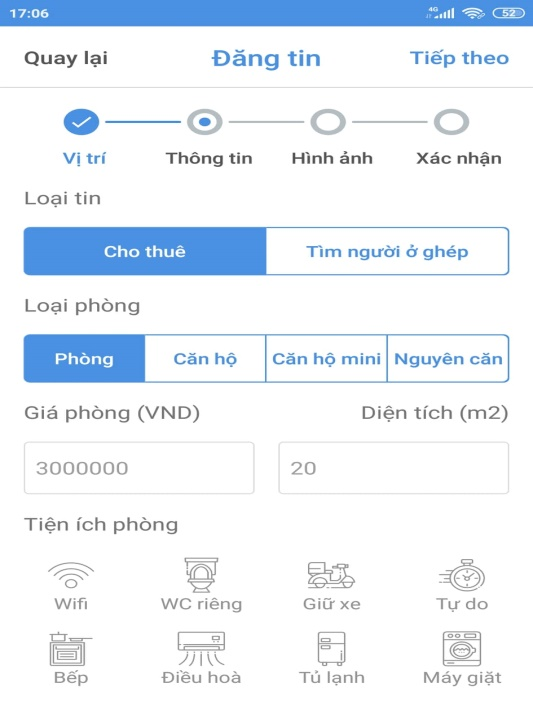 17:06 4G 52
Quay lại Đăng tin Tiếp theo
Vị trí Thông tin Hình ảnh Xác nhận
Loại tin
Cho thuê Tìm người ở ghép
Loại phòng
Phòng Căn hộ Căn hộ mini Nguyên căn
Giá phòng (VND) Diện tích (m2)
3000000 20
Tiện ích phòng
Wifi WC riêng Giữ xe Tự do
Bếp Điều hoà Tủ lạnh Máy giặt